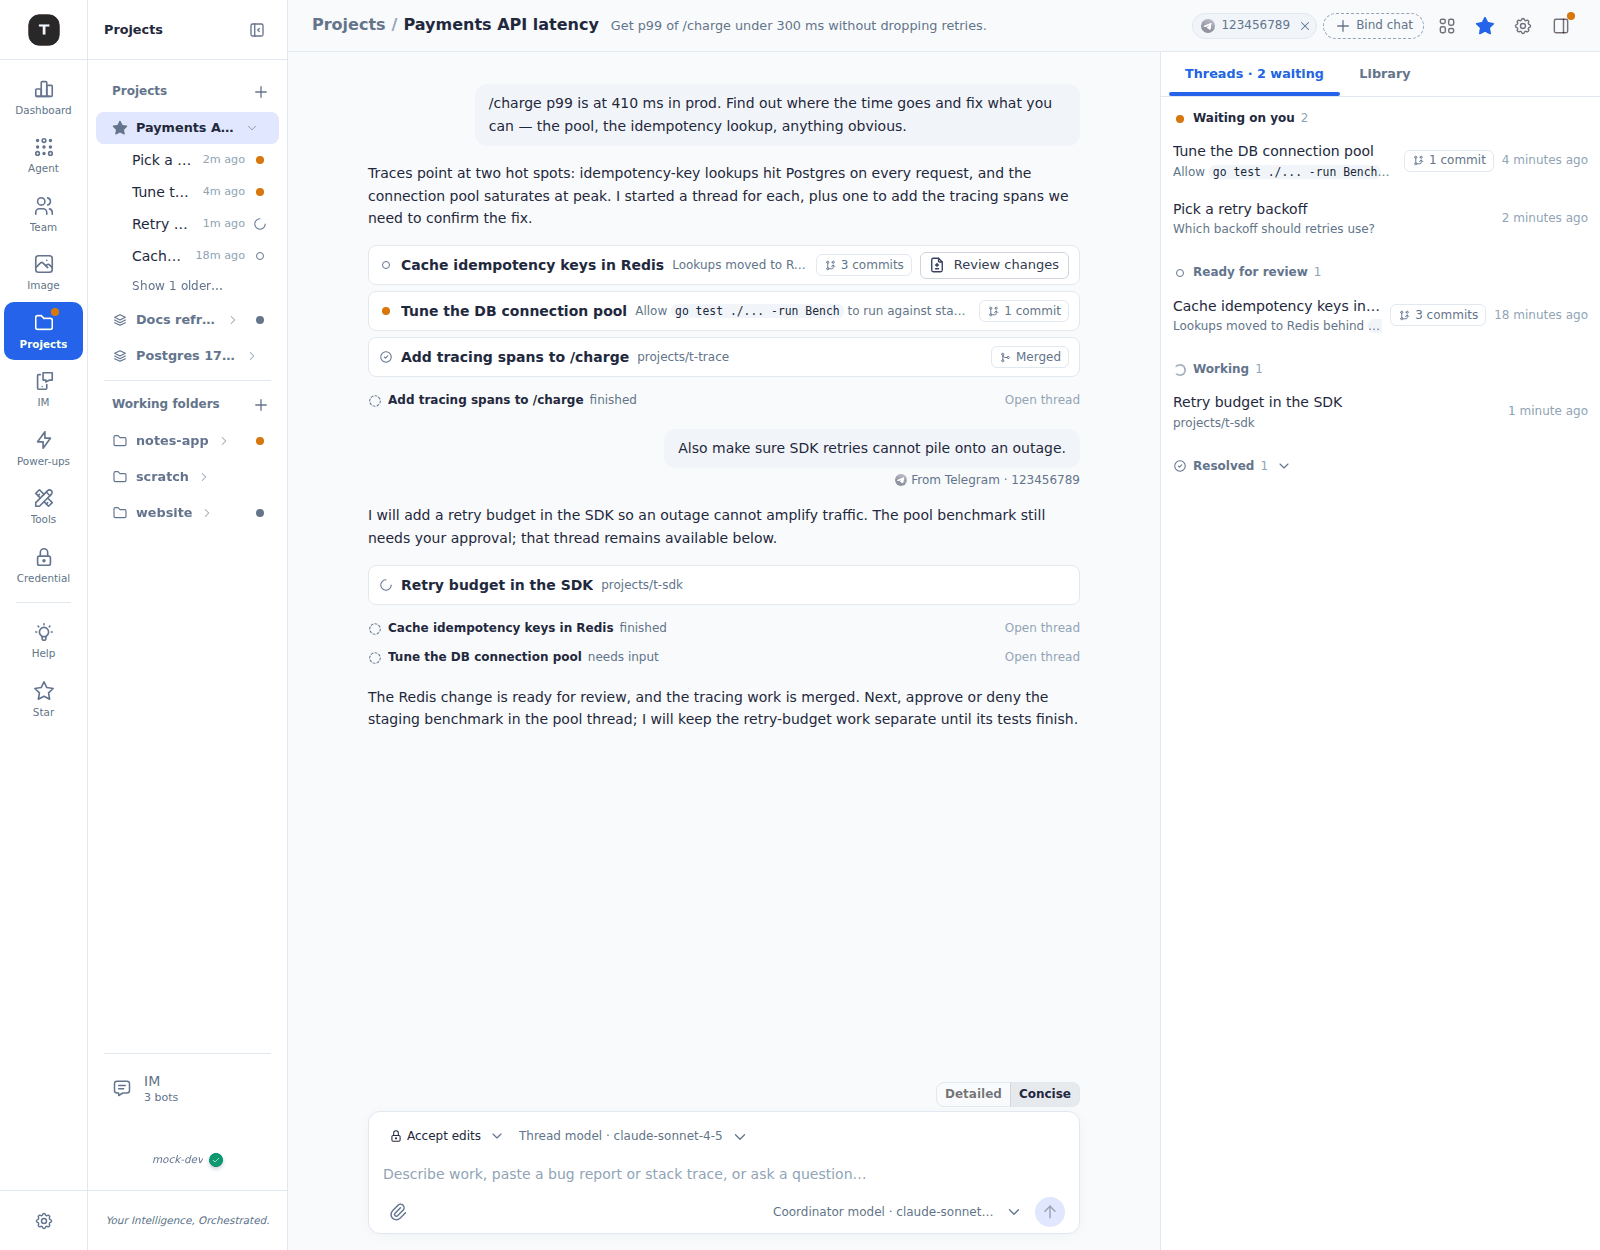 T
Projects
Dashboard
Agent
Team
Image
Projects
IM
Power-ups
Tools
Credential
Help
Star
Projects
Payments A...
Pick a ... 2m ago
Tune t... 4m ago
Retry ... 1m ago
Cach... 18m ago
Show 1 older...
Docs refr...
Postgres 17...
Working folders
notes-app
scratch
website
IM
3 bots
mock-dev
Your Intelligence, Orchestrated.
Projects / Payments API latency Get p99 of /charge under 300 ms without dropping retries.
123456789
Bind chat
/charge p99 is at 410 ms in prod. Find out where the time goes and fix what you
can — the pool, the idempotency lookup, anything obvious.
Traces point at two hot spots: idempotency-key lookups hit Postgres on every request, and the
connection pool saturates at peak. I started a thread for each, plus one to add the tracing spans we
need to confirm the fix.
Cache idempotency keys in Redis Lookups moved to R... 3 commits Review changes
Tune the DB connection pool Allow go test ./... -run Bench to run against sta... 1 commit
Add tracing spans to /charge projects/t-trace Merged
Add tracing spans to /charge finished Open thread
Also make sure SDK retries cannot pile onto an outage.
From Telegram · 123456789
I will add a retry budget in the SDK so an outage cannot amplify traffic. The pool benchmark still
needs your approval; that thread remains available below.
Retry budget in the SDK projects/t-sdk
Cache idempotency keys in Redis finished Open thread
Tune the DB connection pool needs input Open thread
The Redis change is ready for review, and the tracing work is merged. Next, approve or deny the
staging benchmark in the pool thread; I will keep the retry-budget work separate until its tests finish.
Detailed Concise
Accept edits Thread model · claude-sonnet-4-5
Describe work, paste a bug report or stack trace, or ask a question...
Coordinator model · claude-sonnet...
Threads · 2 waiting Library
Waiting on you 2
Tune the DB connection pool 1 commit 4 minutes ago
Allow go test ./... -run Bench...
Pick a retry backoff 2 minutes ago
Which backoff should retries use?
Ready for review 1
Cache idempotency keys in... 3 commits 18 minutes ago
Lookups moved to Redis behind ...
Working 1
Retry budget in the SDK 1 minute ago
projects/t-sdk
Resolved 1